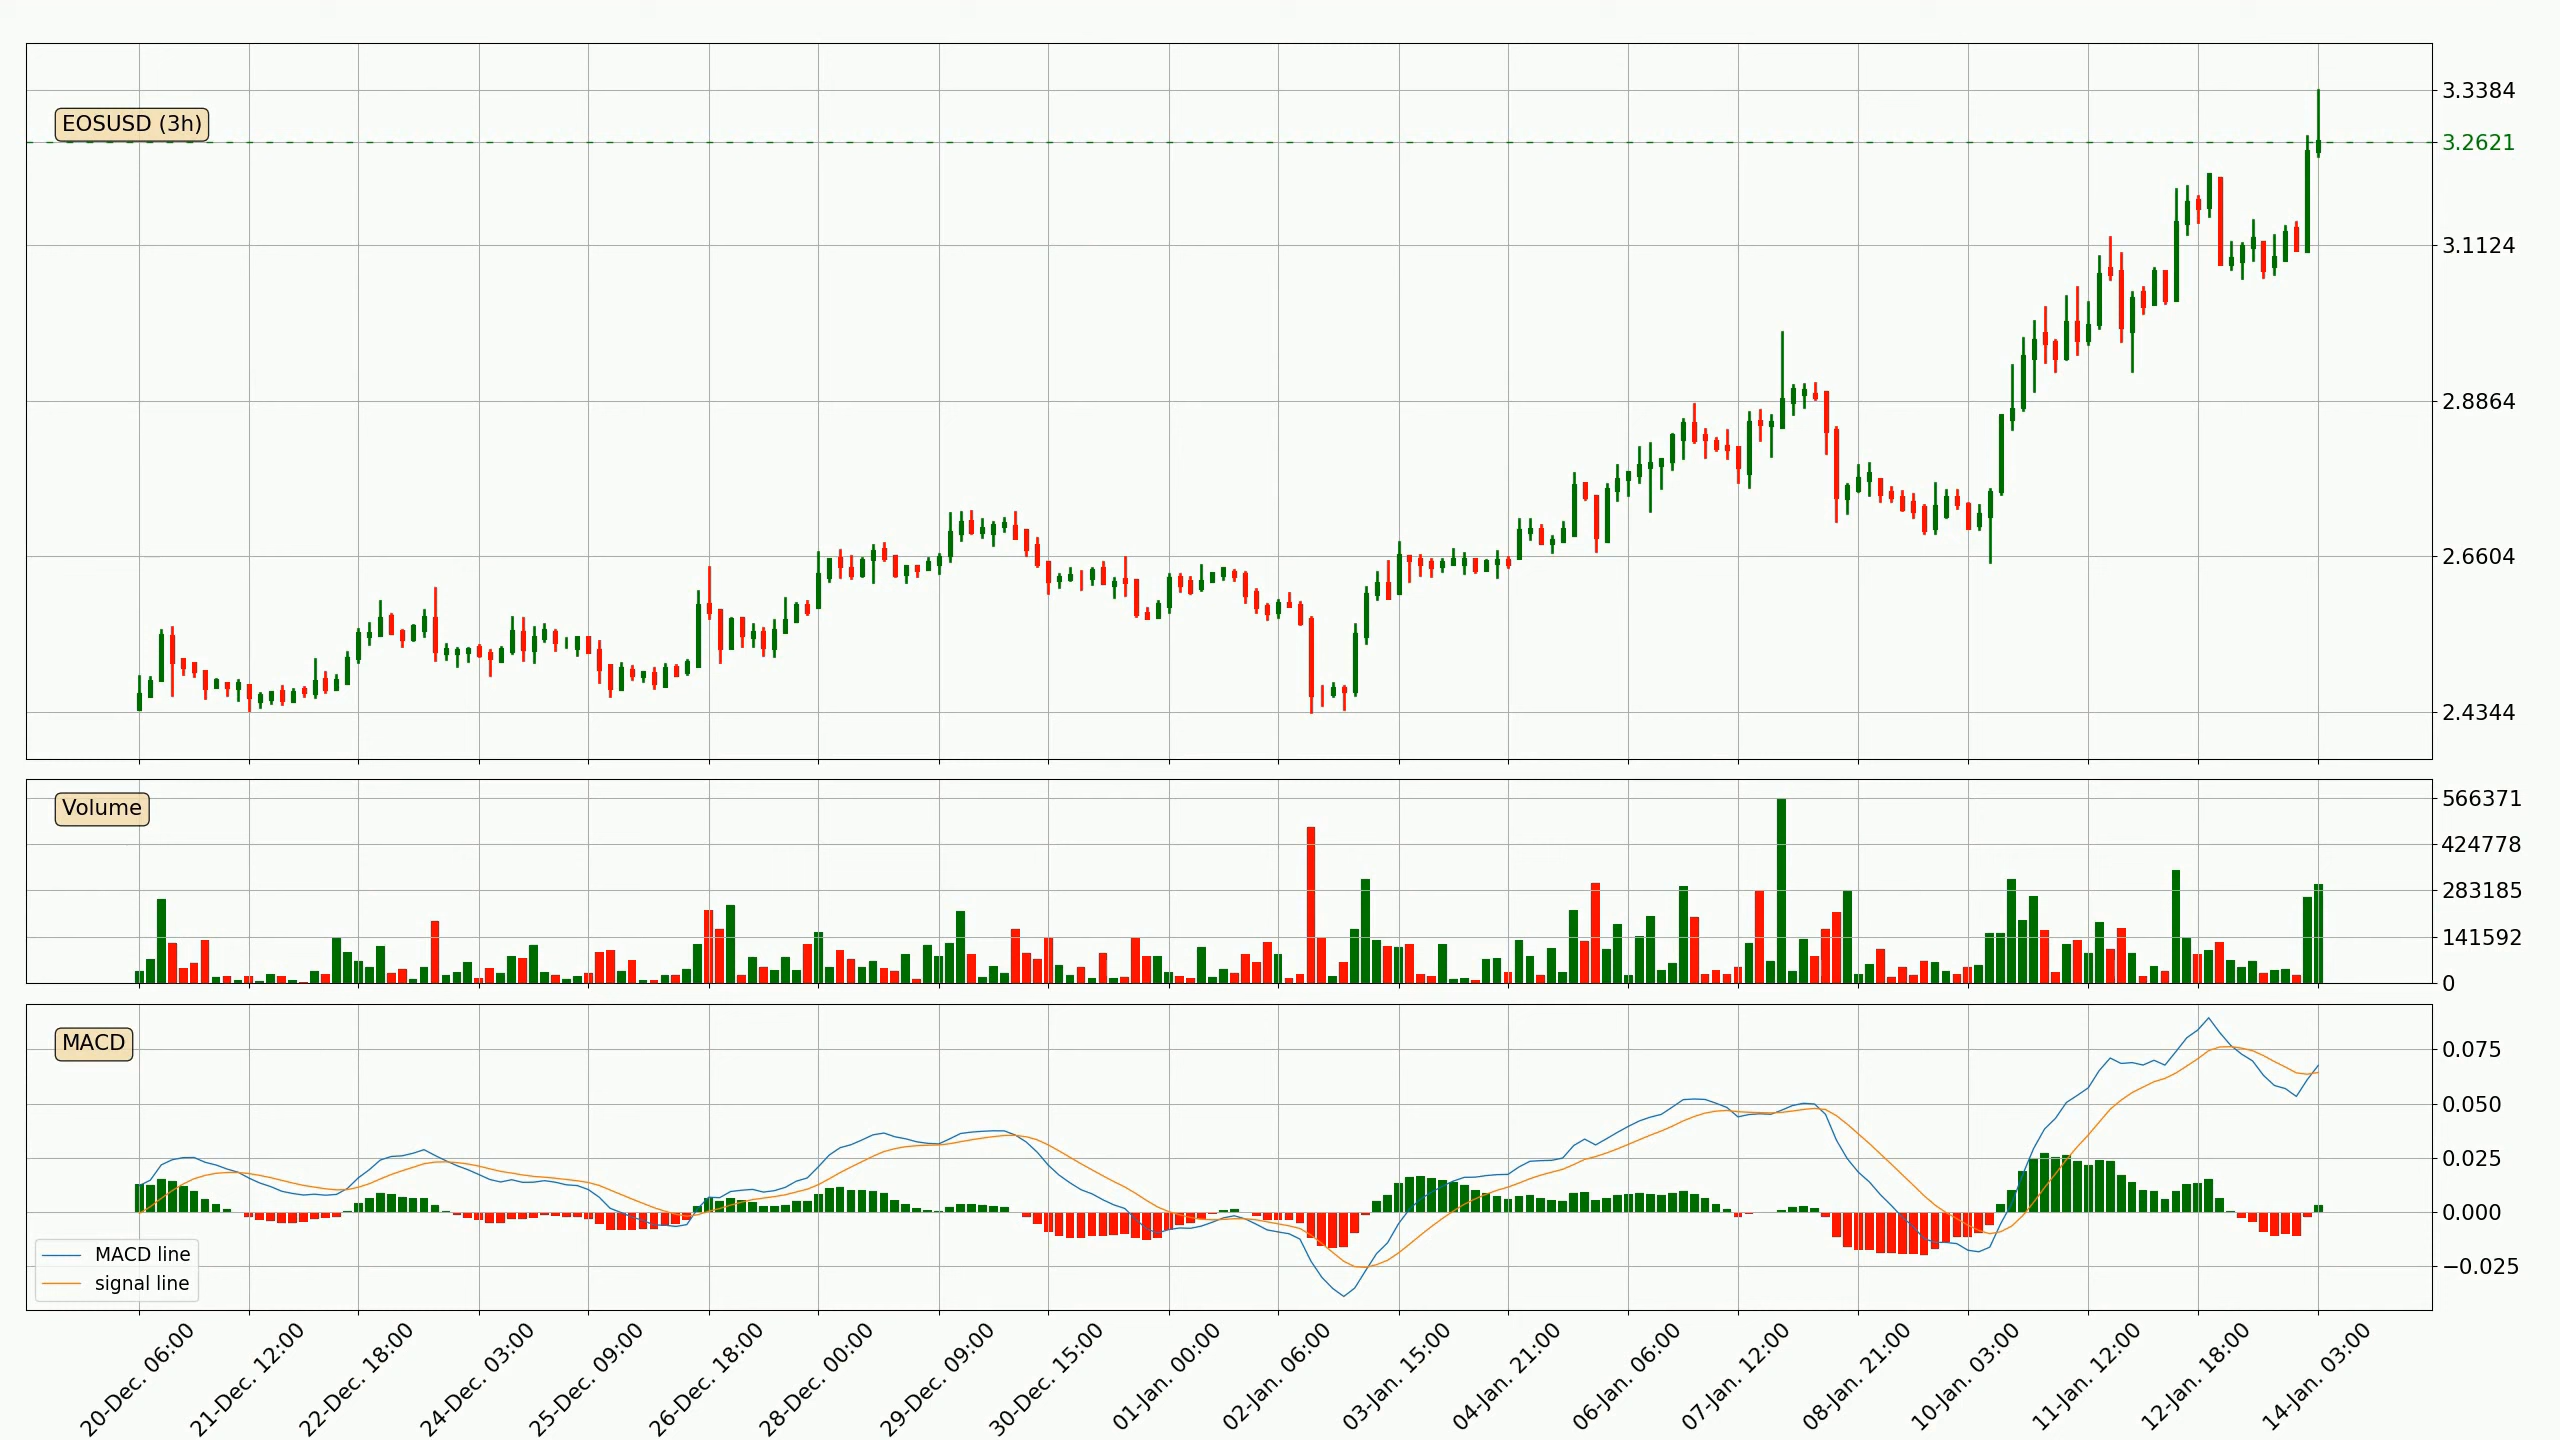 EOSUSD (3h)
3.3384
3.2621
3.1124
2.8864
2.6604
2.4344
Volume
566371
424778
283185
141592
0
MACD
0.075
0.050
0.025
0.000
−0.025
MACD line
signal line
20-Dec. 06:00
21-Dec. 12:00
22-Dec. 18:00
24-Dec. 03:00
25-Dec. 09:00
26-Dec. 18:00
28-Dec. 00:00
29-Dec. 09:00
30-Dec. 15:00
01-Jan. 00:00
02-Jan. 06:00
03-Jan. 15:00
04-Jan. 21:00
06-Jan. 06:00
07-Jan. 12:00
08-Jan. 21:00
10-Jan. 03:00
11-Jan. 12:00
12-Jan. 18:00
14-Jan. 03:00